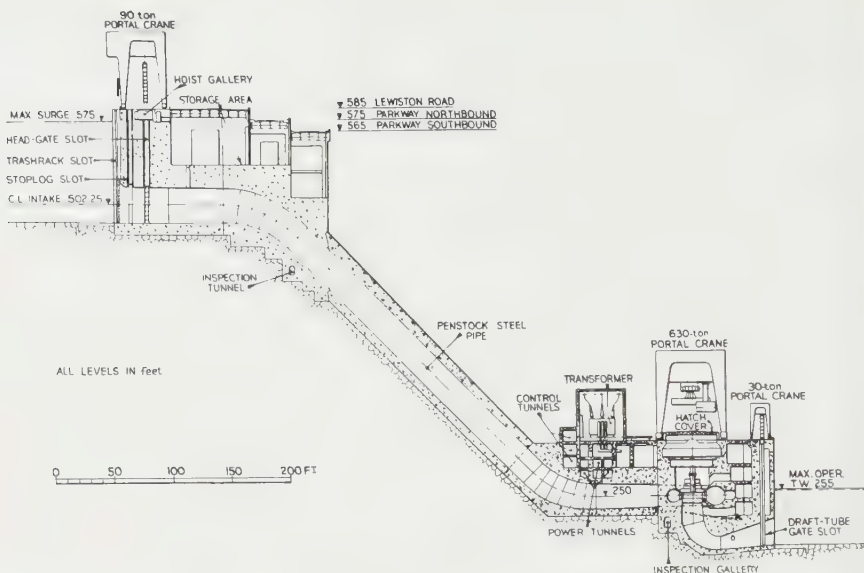 90 ton
PORTAL CRANE
HOIST GALLERY
STORAGE AREA
MAX SURGE 575
585 LEWISTON ROAD
575 PARKWAY NORTHBOUND
565 PARKWAY SOUTHBOUND
HEAD-GATE SLOT
TRASHRACK SLOT
STOPLOG SLOT
C.L INTAKE 502.25
INSPECTION
TUNNEL
PENSTOCK STEEL
PIPE
ALL LEVELS IN feet
630-ton
PORTAL CRANE
TRANSFORMER
30-ton
PORTAL CRANE
CONTROL
TUNNELS
HATCH
COVER
0 50 100 150 200 FT
250
MAX. OPER.
T.W 255
POWER TUNNELS
DRAFT-TUBE
GATE SLOT
INSPECTION GALLERY